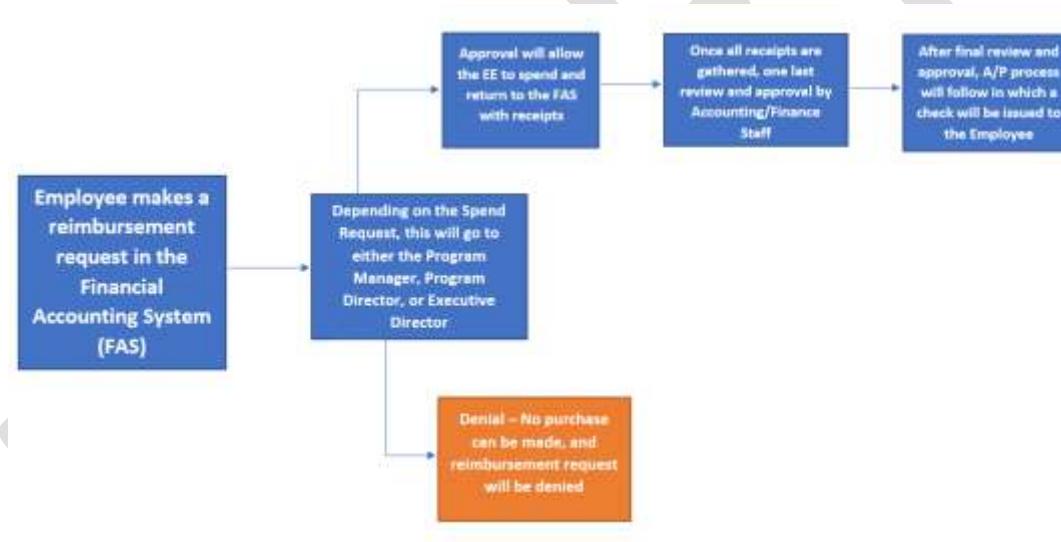 Employee makes a
reimbursement
request in the
Financial
Accounting System
(FAS)
Depending on the Spend
Request, this will go to
either the Program
Manager, Program
Director, or Executive
Director
Approval will allow
the EE to spend and
return to the FAS
with receipts
Once all receipts are
gathered, one last
review and approval by
Accounting/Finance
Staff
After final review and
approval, A/P process
will follow in which a
check will be issued to
the Employee
Denial – No purchase
can be made, and
reimbursement request
will be denied